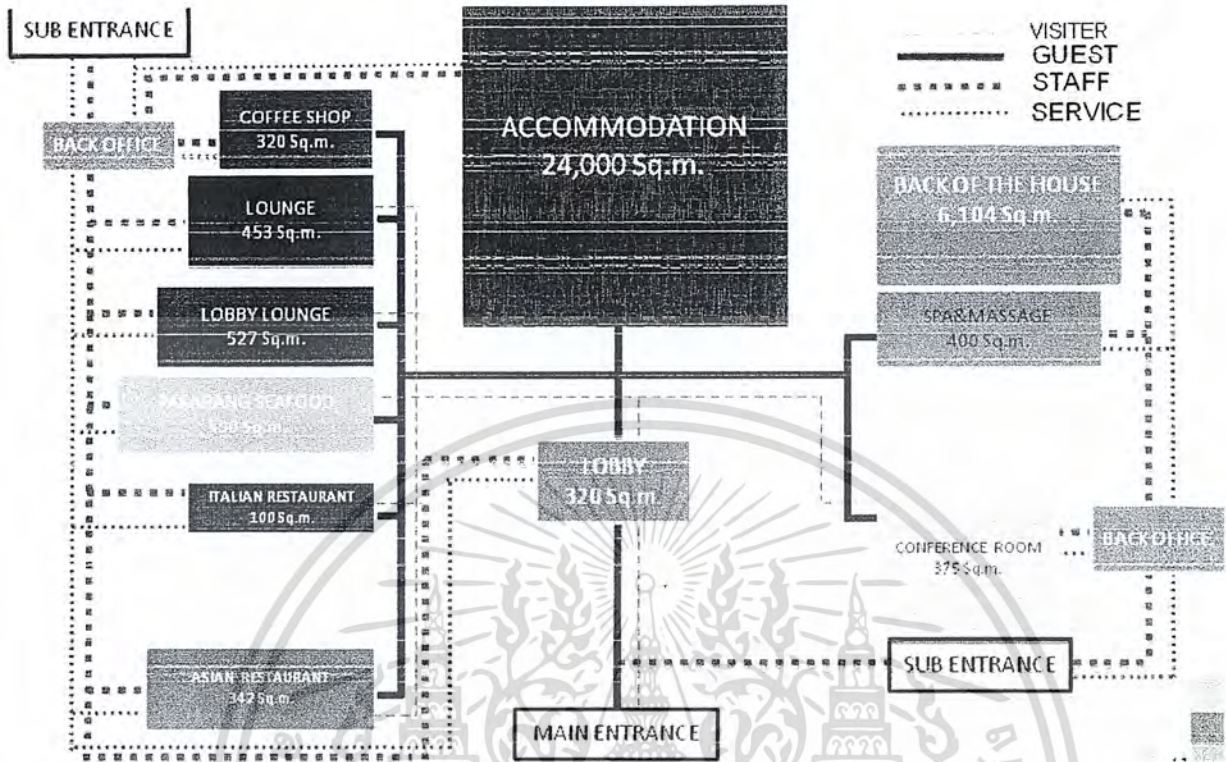 SUB ENTRANCE
VISITER
GUEST
STAFF
SERVICE
COFFEE SHOP
320 Sq.m.
BACK OFFICE
ACCOMMODATION
24,000 Sq.m.
BACK OF THE HOUSE
6,104 Sq.m.
LOUNGE
453 Sq.m.
LOBBY LOUNGE
527 Sq.m.
SPA&MASSAGE
400 Sq.m.
SEAFOOD
Sq.m.
LOBBY
320 Sq.m.
ITALIAN RESTAURANT
100 Sq.m.
CONFERENCE ROOM
375 Sq.m.
BACK OFFICE
ASIAN RESTAURANT
342 Sq.m.
SUB ENTRANCE
MAIN ENTRANCE